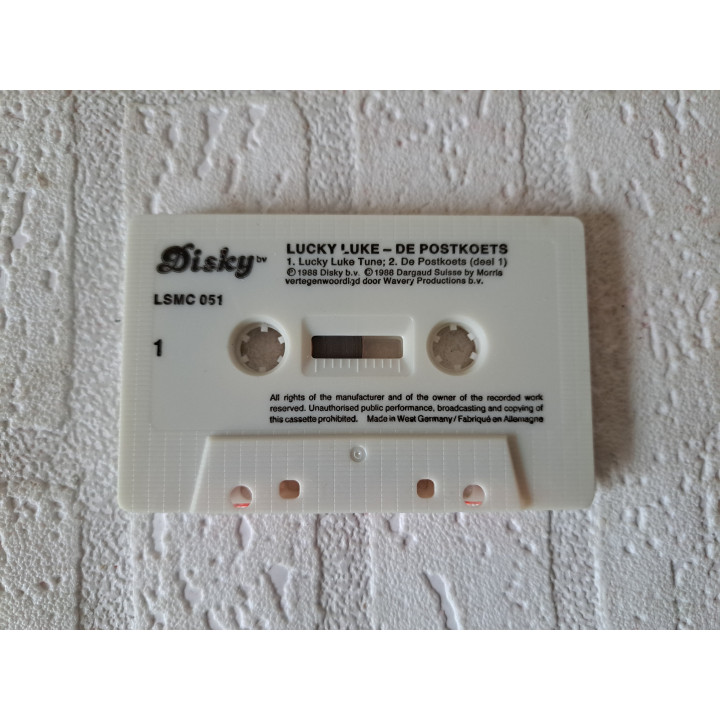 Disky bv
LUCKY LUKE – DE POSTKOETS
1. Lucky Luke Tune; 2. De Postkoets (deel 1)
Ⓟ 1988 Disky b.v. © 1986 Dargaud Suisse by Morris
vertegenwoordigd door Wavery Productions b.v.
LSMC 051
1
All rights of the manufacturer and of the owner of the recorded work
reserved. Unauthorised public performance, broadcasting and copying of
this cassette prohibited. Made in West Germany / Fabriqué en Allemagne